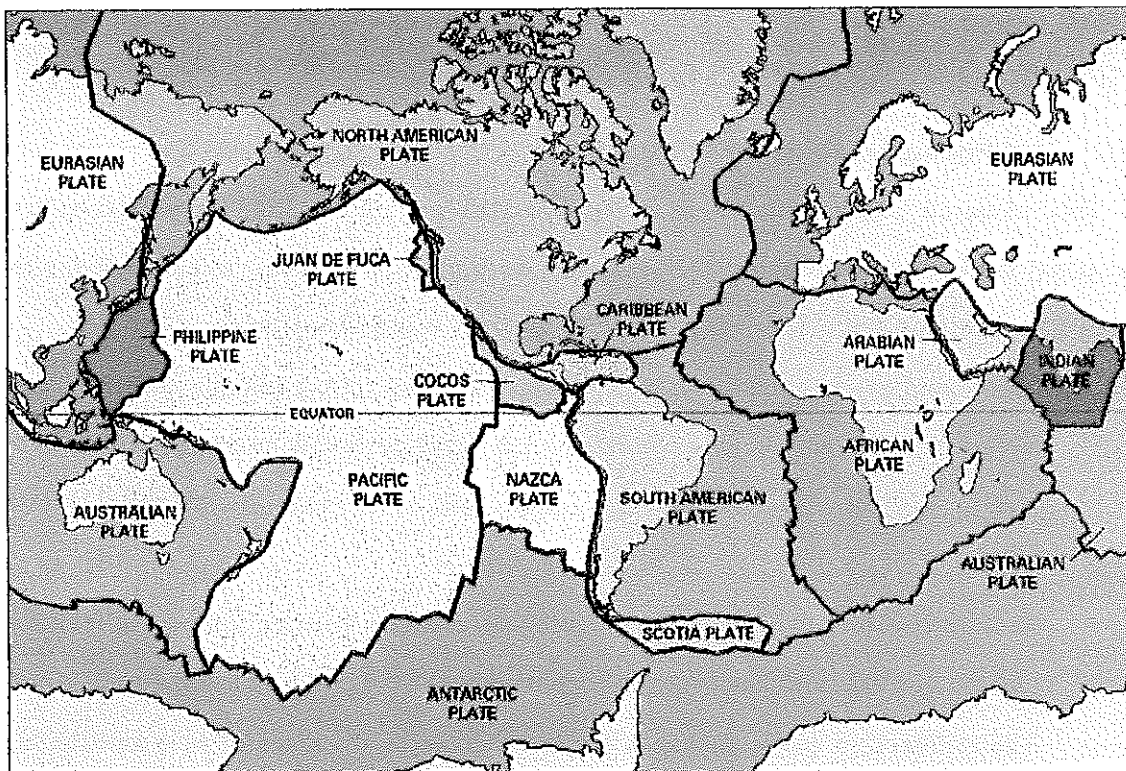 NORTH AMERICAN
PLATE
EURASIAN
PLATE
EURASIAN
PLATE
JUAN DE FUCA
PLATE
CARIBBEAN
PLATE
PHILIPPINE
PLATE
ARABIAN
PLATE
INDIAN
PLATE
COCOS
PLATE
EQUATOR
AFRICAN
PLATE
PACIFIC
PLATE
NAZCA
PLATE
SOUTH AMERICAN
PLATE
AUSTRALIAN
PLATE
AUSTRALIAN
PLATE
SCOTIA PLATE
ANTARCTIC
PLATE